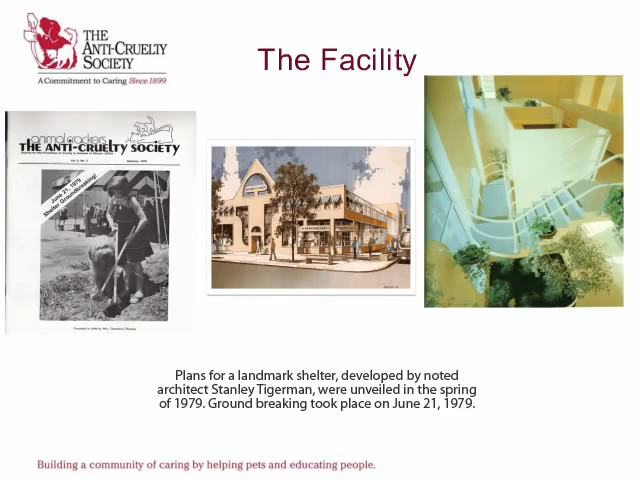 THE
ANTI-CRUELTY
SOCIETY
A Commitment to Caring Since 1899
The Facility
animal crackers
THE ANTI-CRUELTY SOCIETY
June 21, 1979
Shelter Groundbreaking!
Plans for a landmark shelter, developed by noted
architect Stanley Tigerman, were unveiled in the spring
of 1979. Ground breaking took place on June 21, 1979.
Building a community of caring by helping pets and educating people.